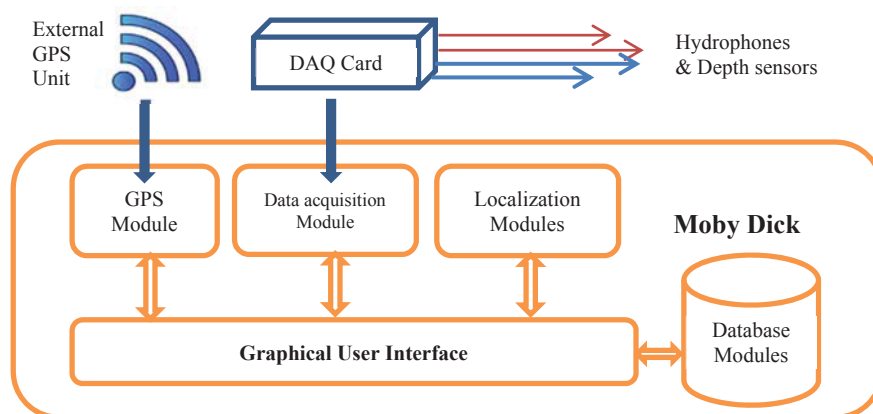 External
GPS
Unit
DAQ Card
Hydrophones
& Depth sensors
GPS
Module
Data acquisition
Module
Localization
Modules
Moby Dick
Graphical User Interface
Database
Modules